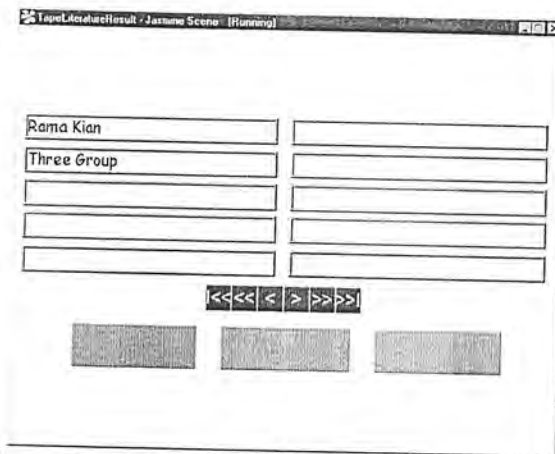 TapeLiteratureResult - Jasmine Scene [Running]
Rama Kian
Three Group
|<< << < > >> >>|